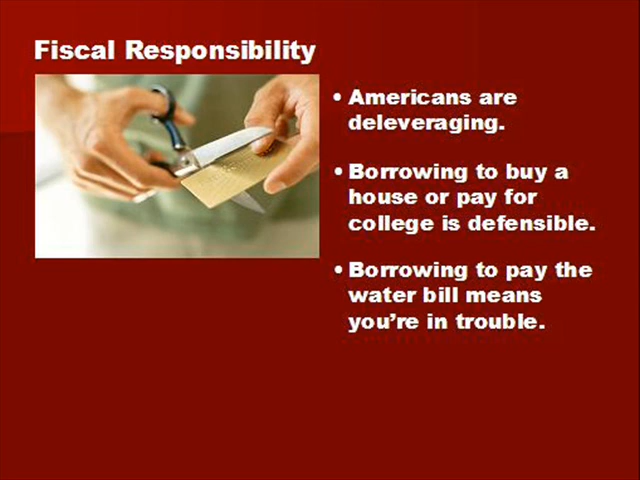 Fiscal Responsibility
• Americans are
deleveraging.
• Borrowing to buy a
house or pay for
college is defensible.
• Borrowing to pay the
water bill means
you’re in trouble.